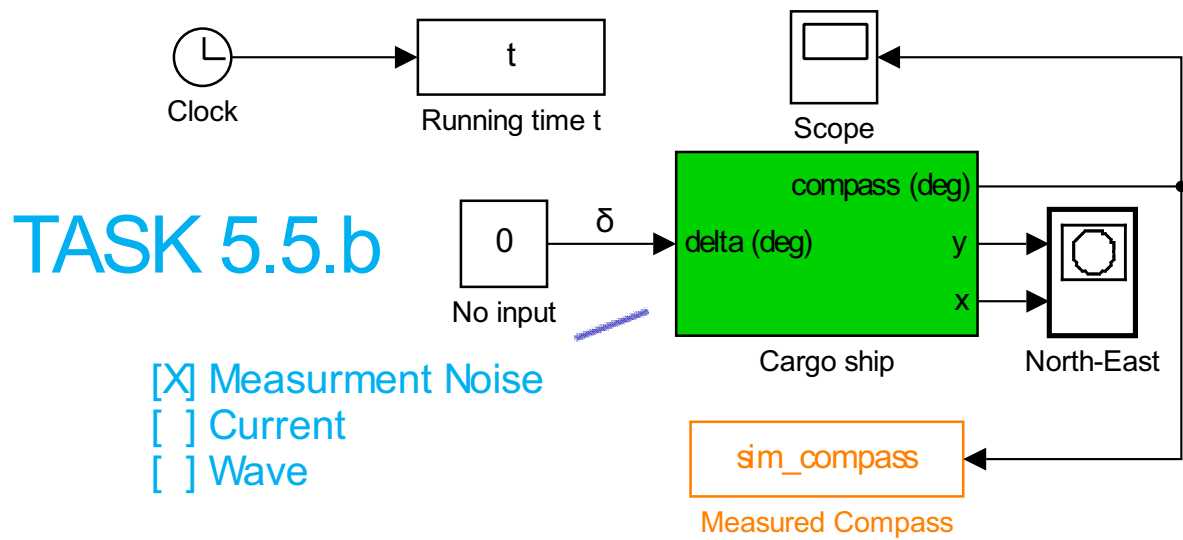 t
Clock
Running time t
Scope
TASK 5.5.b
0
δ
No input
compass (deg)
delta (deg)
y
x
Cargo ship
North-East
[X] Measurment Noise
[ ] Current
[ ] Wave
sim_compass
Measured Compass